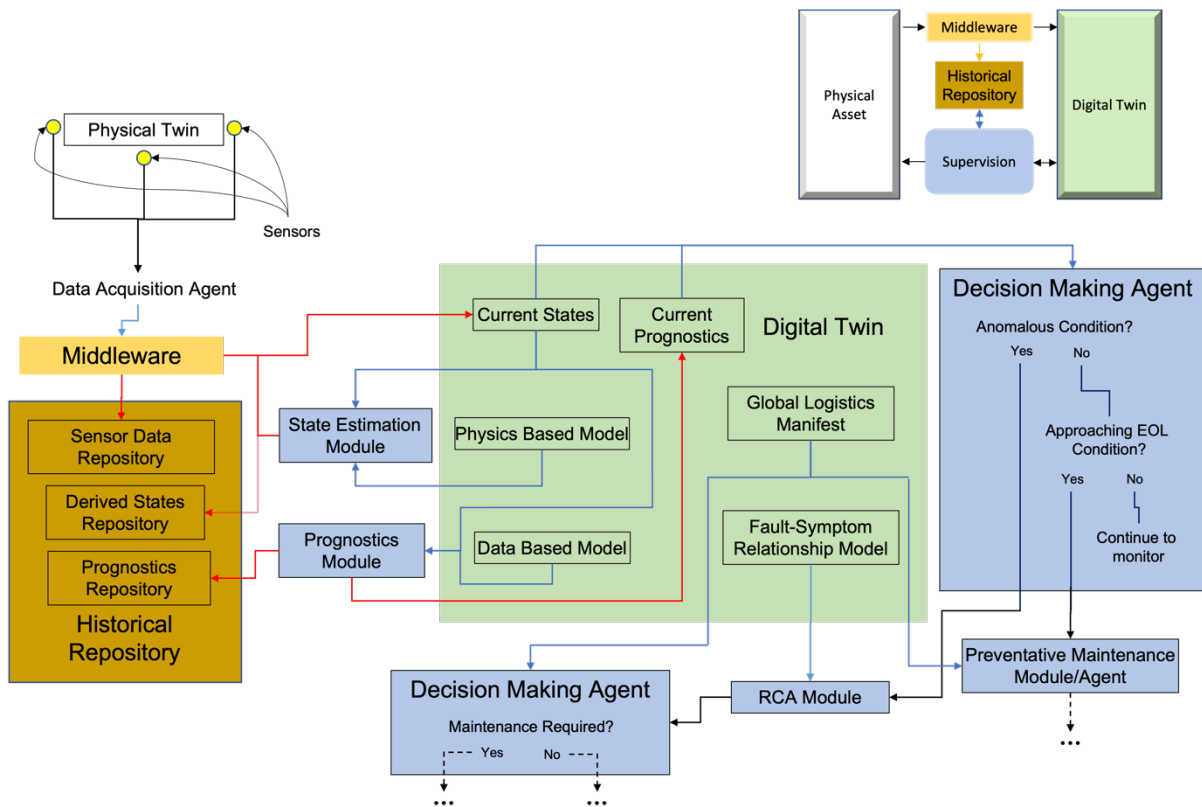 Middleware
Physical
Asset
Historical
Repository
Digital Twin
Supervision
Physical Twin
Sensors
Data Acquisition Agent
Middleware
Sensor Data
Repository
Derived States
Repository
Prognostics
Repository
Historical
Repository
State Estimation
Module
Prognostics
Module
Current States
Current
Prognostics
Digital Twin
Physics Based Model
Global Logistics
Manifest
Data Based Model
Fault-Symptom
Relationship Model
Decision Making Agent
Anomalous Condition?
Yes
No
Approaching EOL
Condition?
Yes
No
Continue to
monitor
Preventative Maintenance
Module/Agent
...
RCA Module
Decision Making Agent
Maintenance Required?
Yes
No
...
...